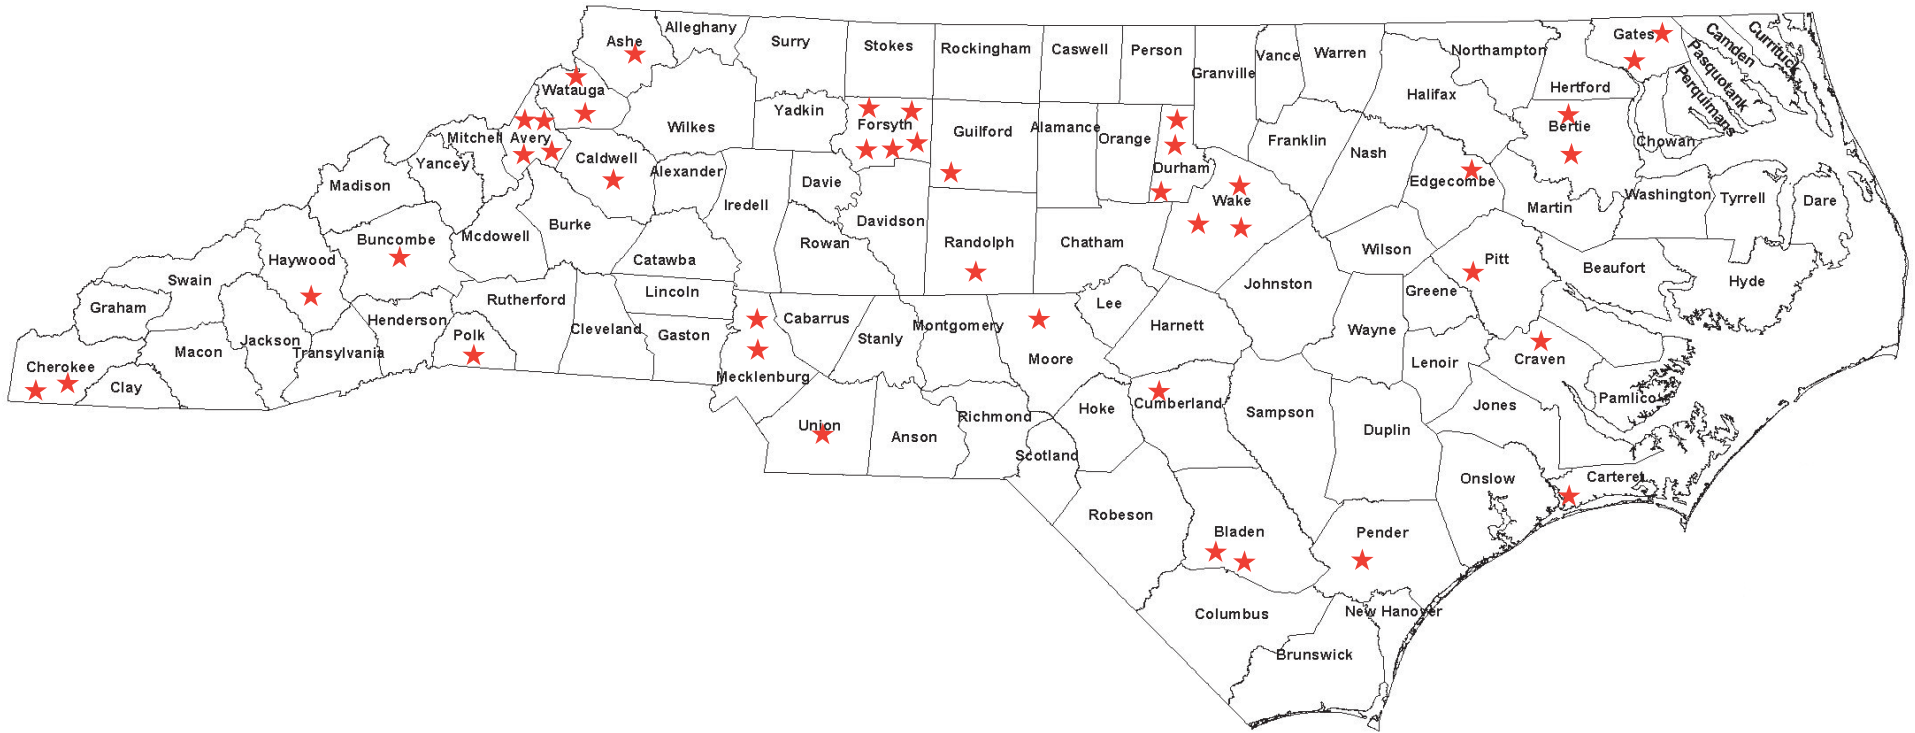 Ashe
Alleghany
Surry
Stokes
Rockingham
Caswell
Person
Granville
Vance
Warren
Northampton
Gates
Camden
Currituck
Pasquotank
Perquimans
Hertford
Halifax
Watauga
Wilkes
Yadkin
Forsyth
Guilford
Alamance
Orange
Durham
Franklin
Nash
Edgecombe
Bertie
Chowan
Mitchell
Avery
Yancey
Caldwell
Alexander
Madison
Iredell
Davie
Davidson
Wake
Martin
Washington
Tyrrell
Dare
Buncombe
Mcdowell
Burke
Catawba
Rowan
Randolph
Chatham
Wilson
Pitt
Beaufort
Hyde
Haywood
Swain
Graham
Rutherford
Lincoln
Johnston
Greene
Lee
Henderson
Polk
Cleveland
Gaston
Cabarrus
Stanly
Montgomery
Moore
Harnett
Wayne
Lenoir
Craven
Jackson
Transylvania
Macon
Cherokee
Clay
Mecklenburg
Pamlico
Jones
Union
Anson
Richmond
Hoke
Cumberland
Sampson
Duplin
Scotland
Onslow
Carteret
Robeson
Bladen
Pender
Columbus
New Hanover
Brunswick